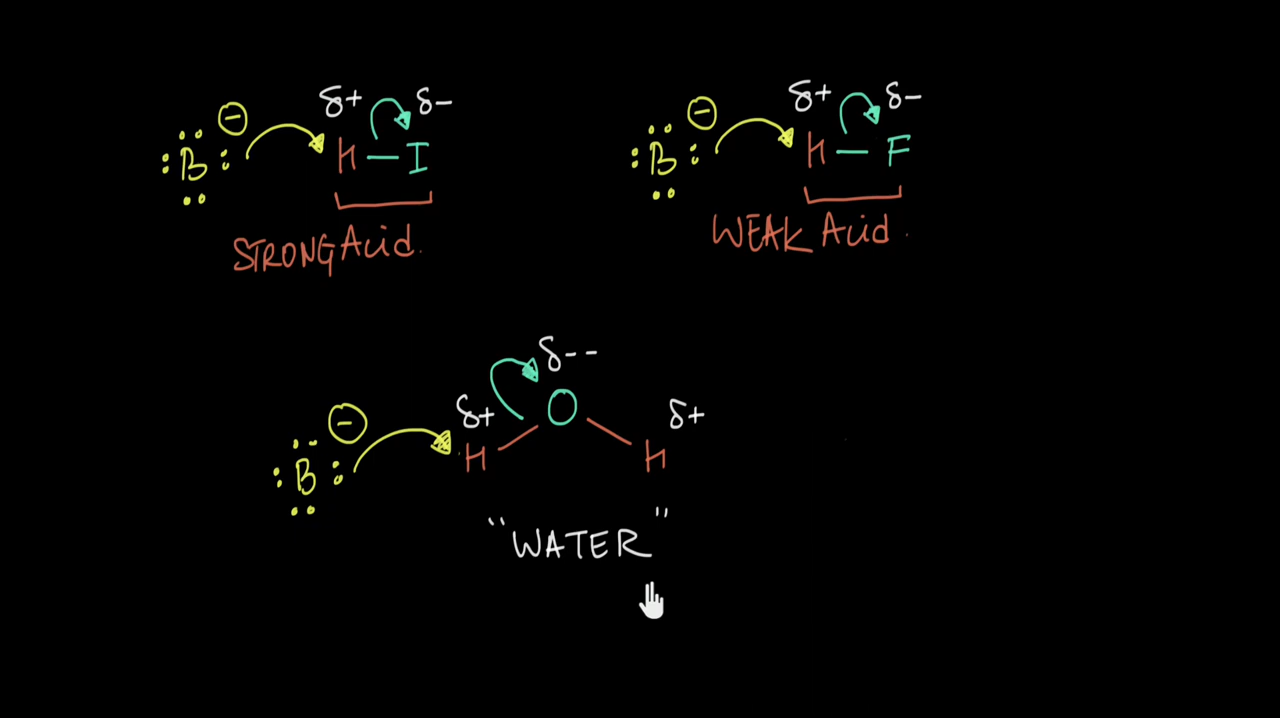 δ+ δ-
⊖
:B: H-I
STRONG Acid.
δ+ δ-
⊖
:B: H-F
WEAK Acid.
δ--
δ+ O δ+
⊖
:B: H H
"WATER"